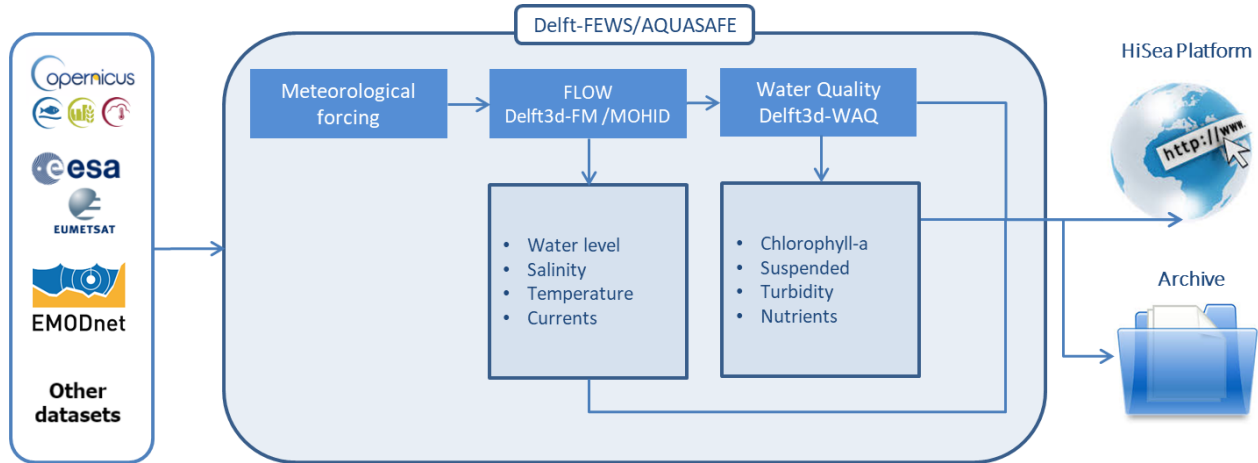 Delft-FEWS/AQUASAFE
opernicus
esa
EUMETSAT
EMODnet
Other
datasets
Meteorological
forcing
FLOW
Delft3d-FM /MOHID
Water Quality
Delft3d-WAQ
• Water level
• Salinity
• Temperature
• Currents
• Chlorophyll-a
• Suspended
• Turbidity
• Nutrients
HiSea Platform
http://www.
Archive